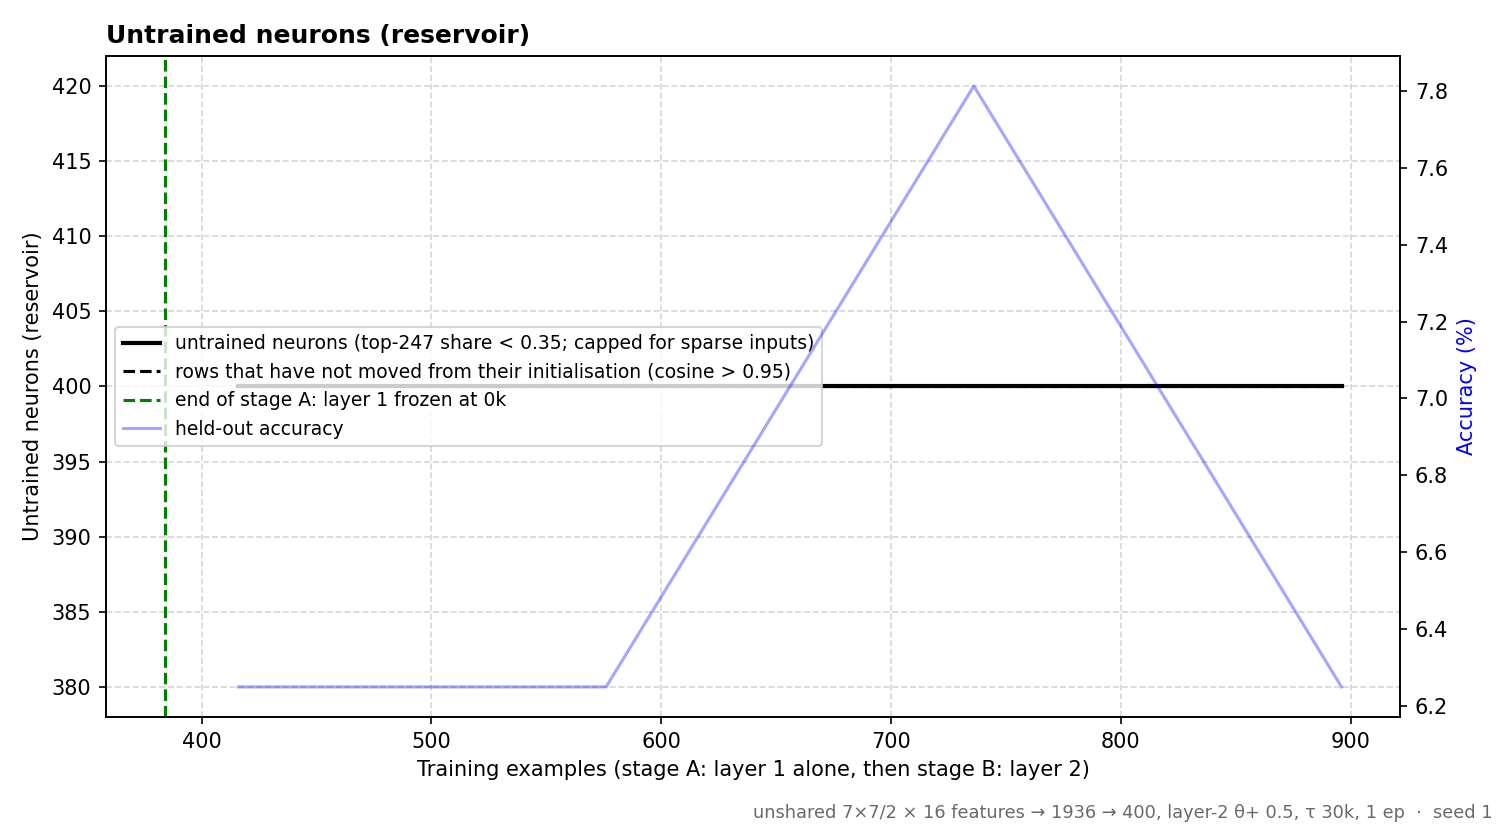 Untrained neurons (reservoir)
420
415
410
405
400
395
390
385
380
Untrained neurons (reservoir)
7.8
7.6
7.4
7.2
7.0
6.8
6.6
6.4
6.2
Accuracy (%)
untrained neurons (top-247 share < 0.35; capped for sparse inputs)
rows that have not moved from their initialisation (cosine > 0.95)
end of stage A: layer 1 frozen at 0k
held-out accuracy
400 500 600 700 800 900
Training examples (stage A: layer 1 alone, then stage B: layer 2)
unshared 7×7/2 × 16 features → 1936 → 400, layer-2 θ+ 0.5, τ 30k, 1 ep · seed 1